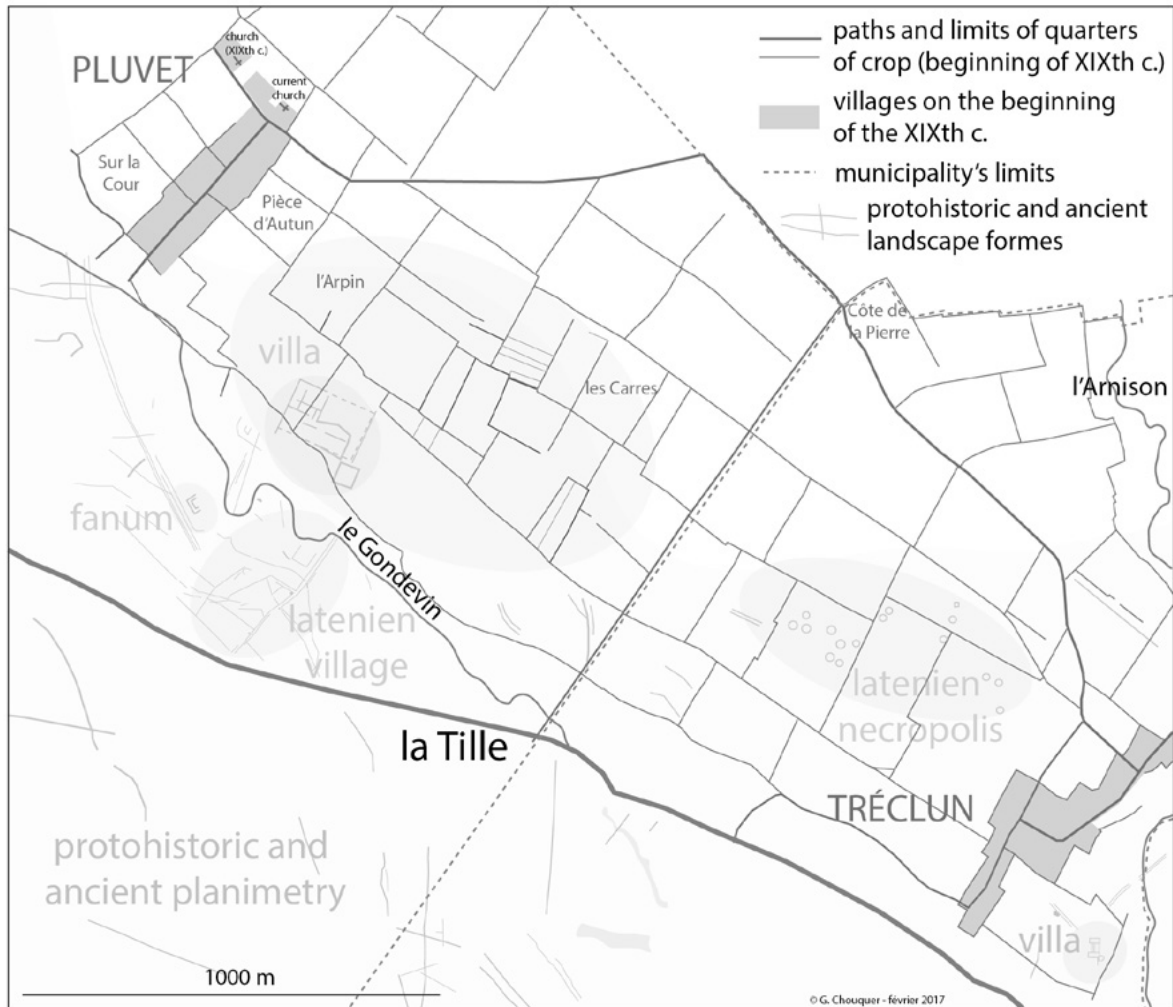 church
(XIXth c.)
PLUVET
current
church
paths and limits of quarters
of crop (beginning of XIXth c.)
villages on the beginning
of the XIXth c.
municipality's limits
protohistoric and ancient
landscape formes
Sur la
Cour
Pièce
d'Autun
l'Arpin
villa
Côte de
la Pierre
les Carres
l'Arnison
fanum
le Gondevin
latenien
village
latenien
necropolis
la Tille
TRÉCLUN
protohistoric and
ancient planimetry
villa
1000 m
© G. Chouquer - février 2017